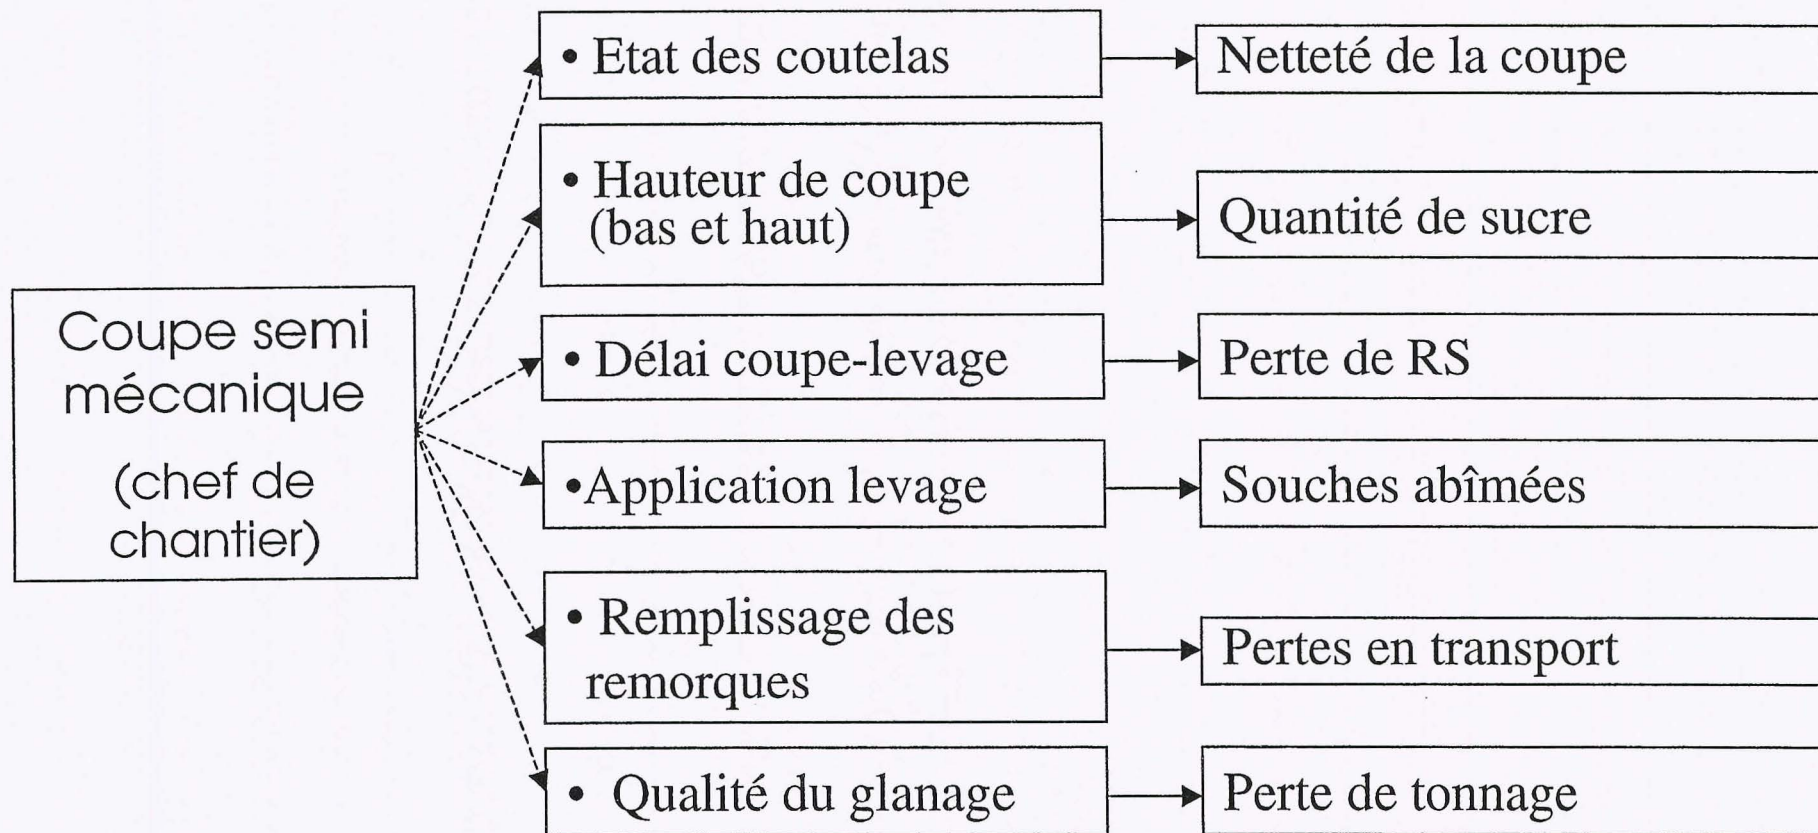 • Etat des coutelas
Netteté de la coupe
• Hauteur de coupe
(bas et haut)
Quantité de sucre
Coupe semi
mécanique
(chef de
chantier)
• Délai coupe-levage
Perte de RS
•Application levage
Souches abîmées
• Remplissage des
remorques
Pertes en transport
• Qualité du glanage
Perte de tonnage